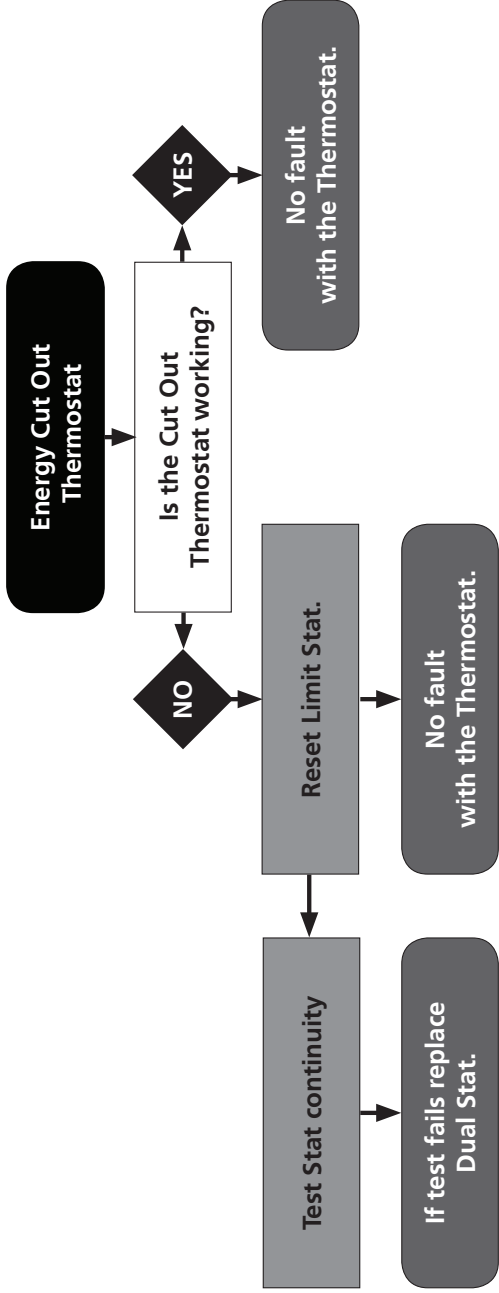 Energy Cut Out
Thermostat
Is the Cut Out
Thermostat working?
YES
No fault
with the Thermostat.
NO
Reset Limit Stat.
No fault
with the Thermostat.
Test Stat continuity
If test fails replace
Dual Stat.